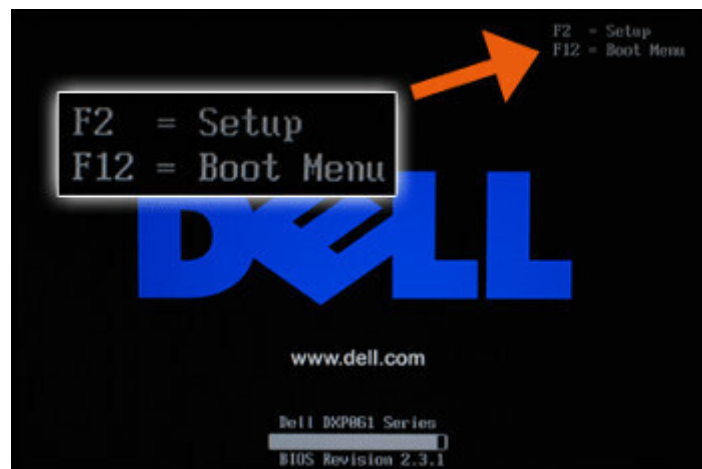 F2 = Setup
F12 = Boot Menu
F2 = Setup
F12 = Boot Menu
DELL
www.dell.com
Dell DXP061 Series
BIOS Revision 2.3.1